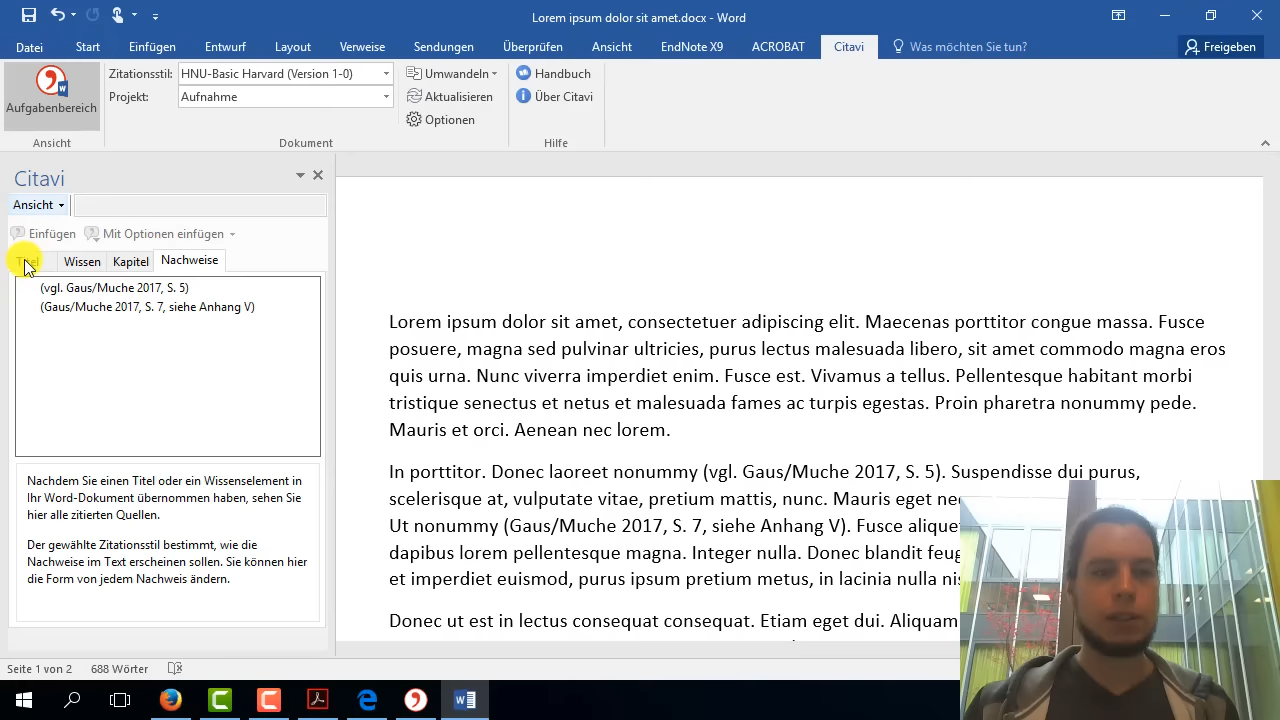 Lorem ipsum dolor sit amet.docx - Word
Datei Start Einfügen Entwurf Layout Verweise Sendungen Überprüfen Ansicht EndNote X9 ACROBAT Citavi Was möchten Sie tun? Freigeben
Aufgabenbereich
Ansicht
Zitationsstil: HNU-Basic Harvard (Version 1-0)
Projekt: Aufnahme
Umwandeln
Aktualisieren
Optionen
Dokument
Handbuch
Über Citavi
Hilfe
Citavi
Ansicht
Einfügen Mit Optionen einfügen
Titel Wissen Kapitel Nachweise
(vgl. Gaus/Muche 2017, S. 5)
(Gaus/Muche 2017, S. 7, siehe Anhang V)
Nachdem Sie einen Titel oder ein Wissenselement in
Ihr Word-Dokument übernommen haben, sehen Sie
hier alle zitierten Quellen.
Der gewählte Zitationsstil bestimmt, wie die
Nachweise im Text erscheinen sollen. Sie können hier
die Form von jedem Nachweis ändern.
Lorem ipsum dolor sit amet, consectetuer adipiscing elit. Maecenas porttitor congue massa. Fusce
posuere, magna sed pulvinar ultricies, purus lectus malesuada libero, sit amet commodo magna eros
quis urna. Nunc viverra imperdiet enim. Fusce est. Vivamus a tellus. Pellentesque habitant morbi
tristique senectus et netus et malesuada fames ac turpis egestas. Proin pharetra nonummy pede.
Mauris et orci. Aenean nec lorem.
In porttitor. Donec laoreet nonummy (vgl. Gaus/Muche 2017, S. 5). Suspendisse dui purus,
scelerisque at, vulputate vitae, pretium mattis, nunc. Mauris eget
Ut nonummy (Gaus/Muche 2017, S. 7, siehe Anhang V). Fusce
dapibus lorem pellentesque magna. Integer nulla. Donec blandit
et imperdiet euismod, purus ipsum pretium metus, in lacinia nulla
Donec ut est in lectus consequat consequat. Etiam eget dui. Aliquam
Seite 1 von 2 688 Wörter